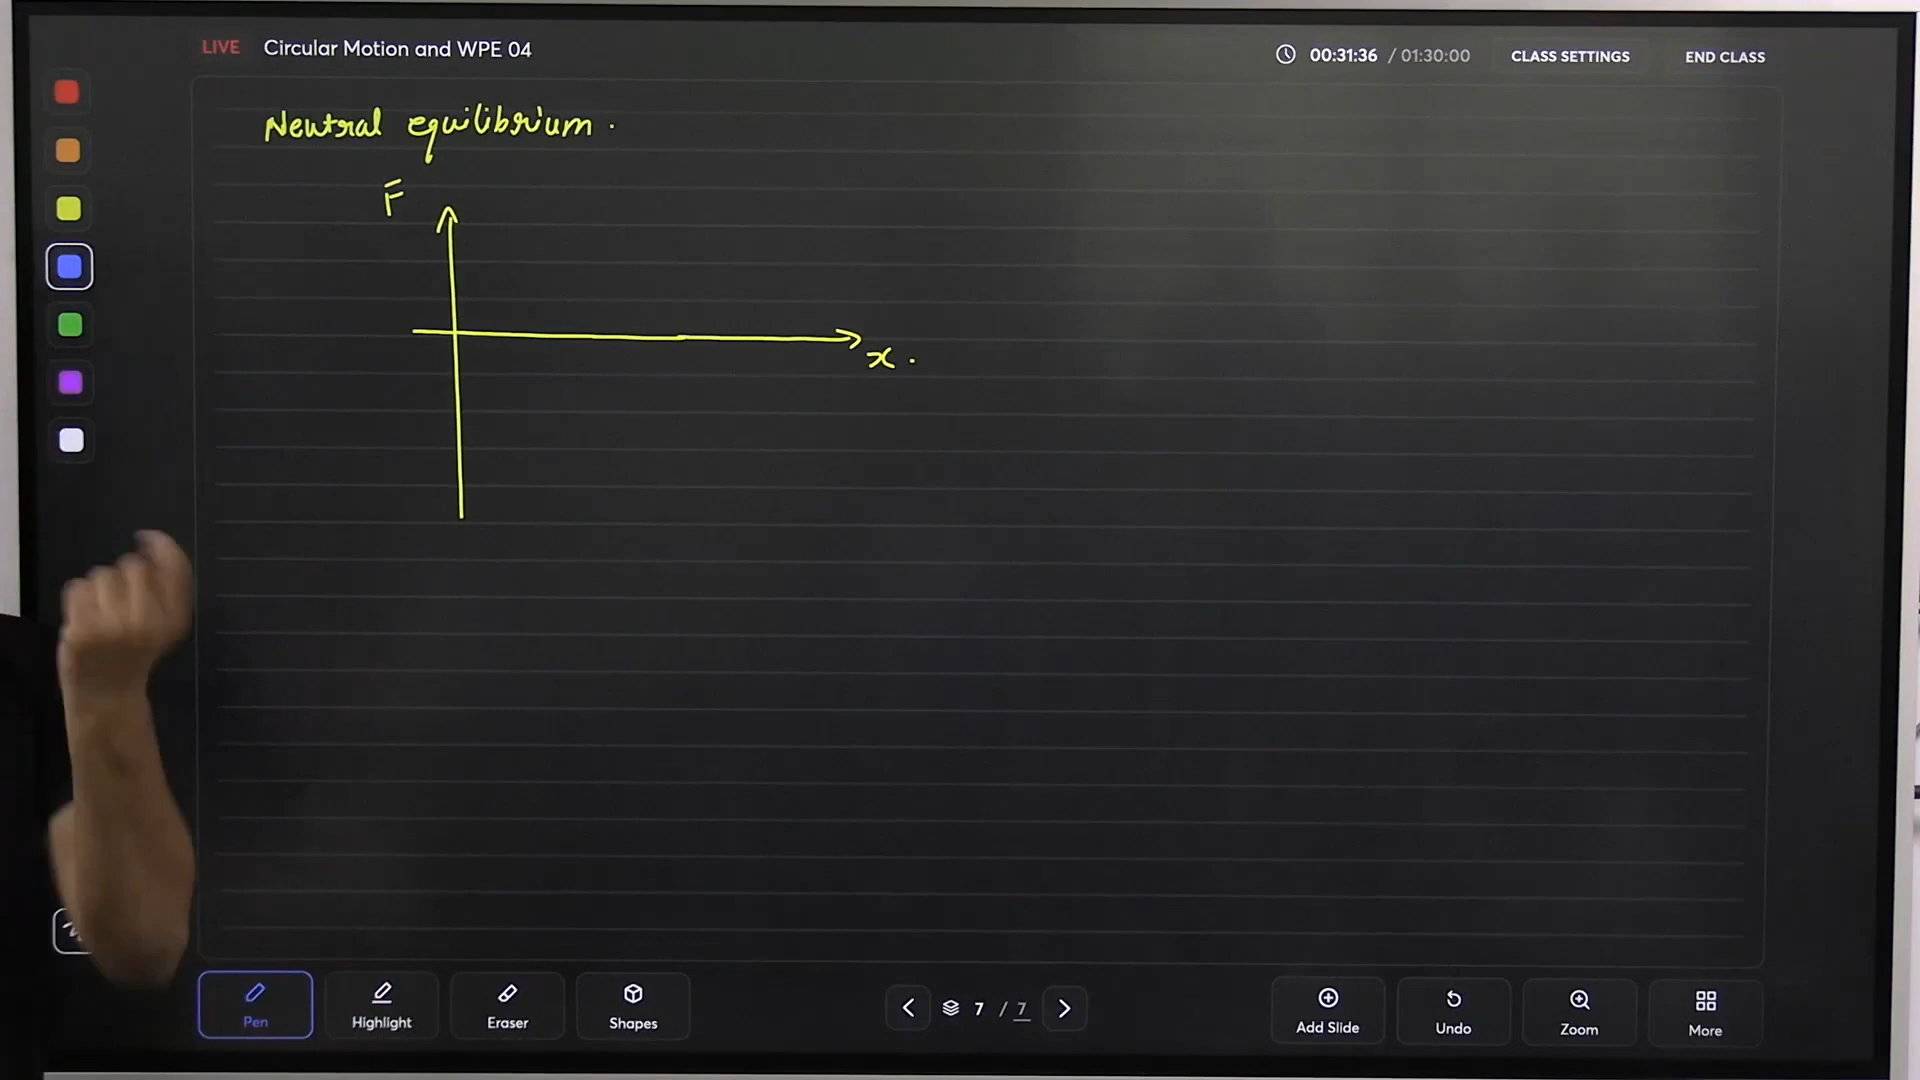 LIVE Circular Motion and WPE 04
00:31:36 / 01:30:00 CLASS SETTINGS END CLASS
Neutral equilibrium .
F
x .
Pen Highlight Eraser Shapes
7 / 7
Add Slide Undo Zoom More